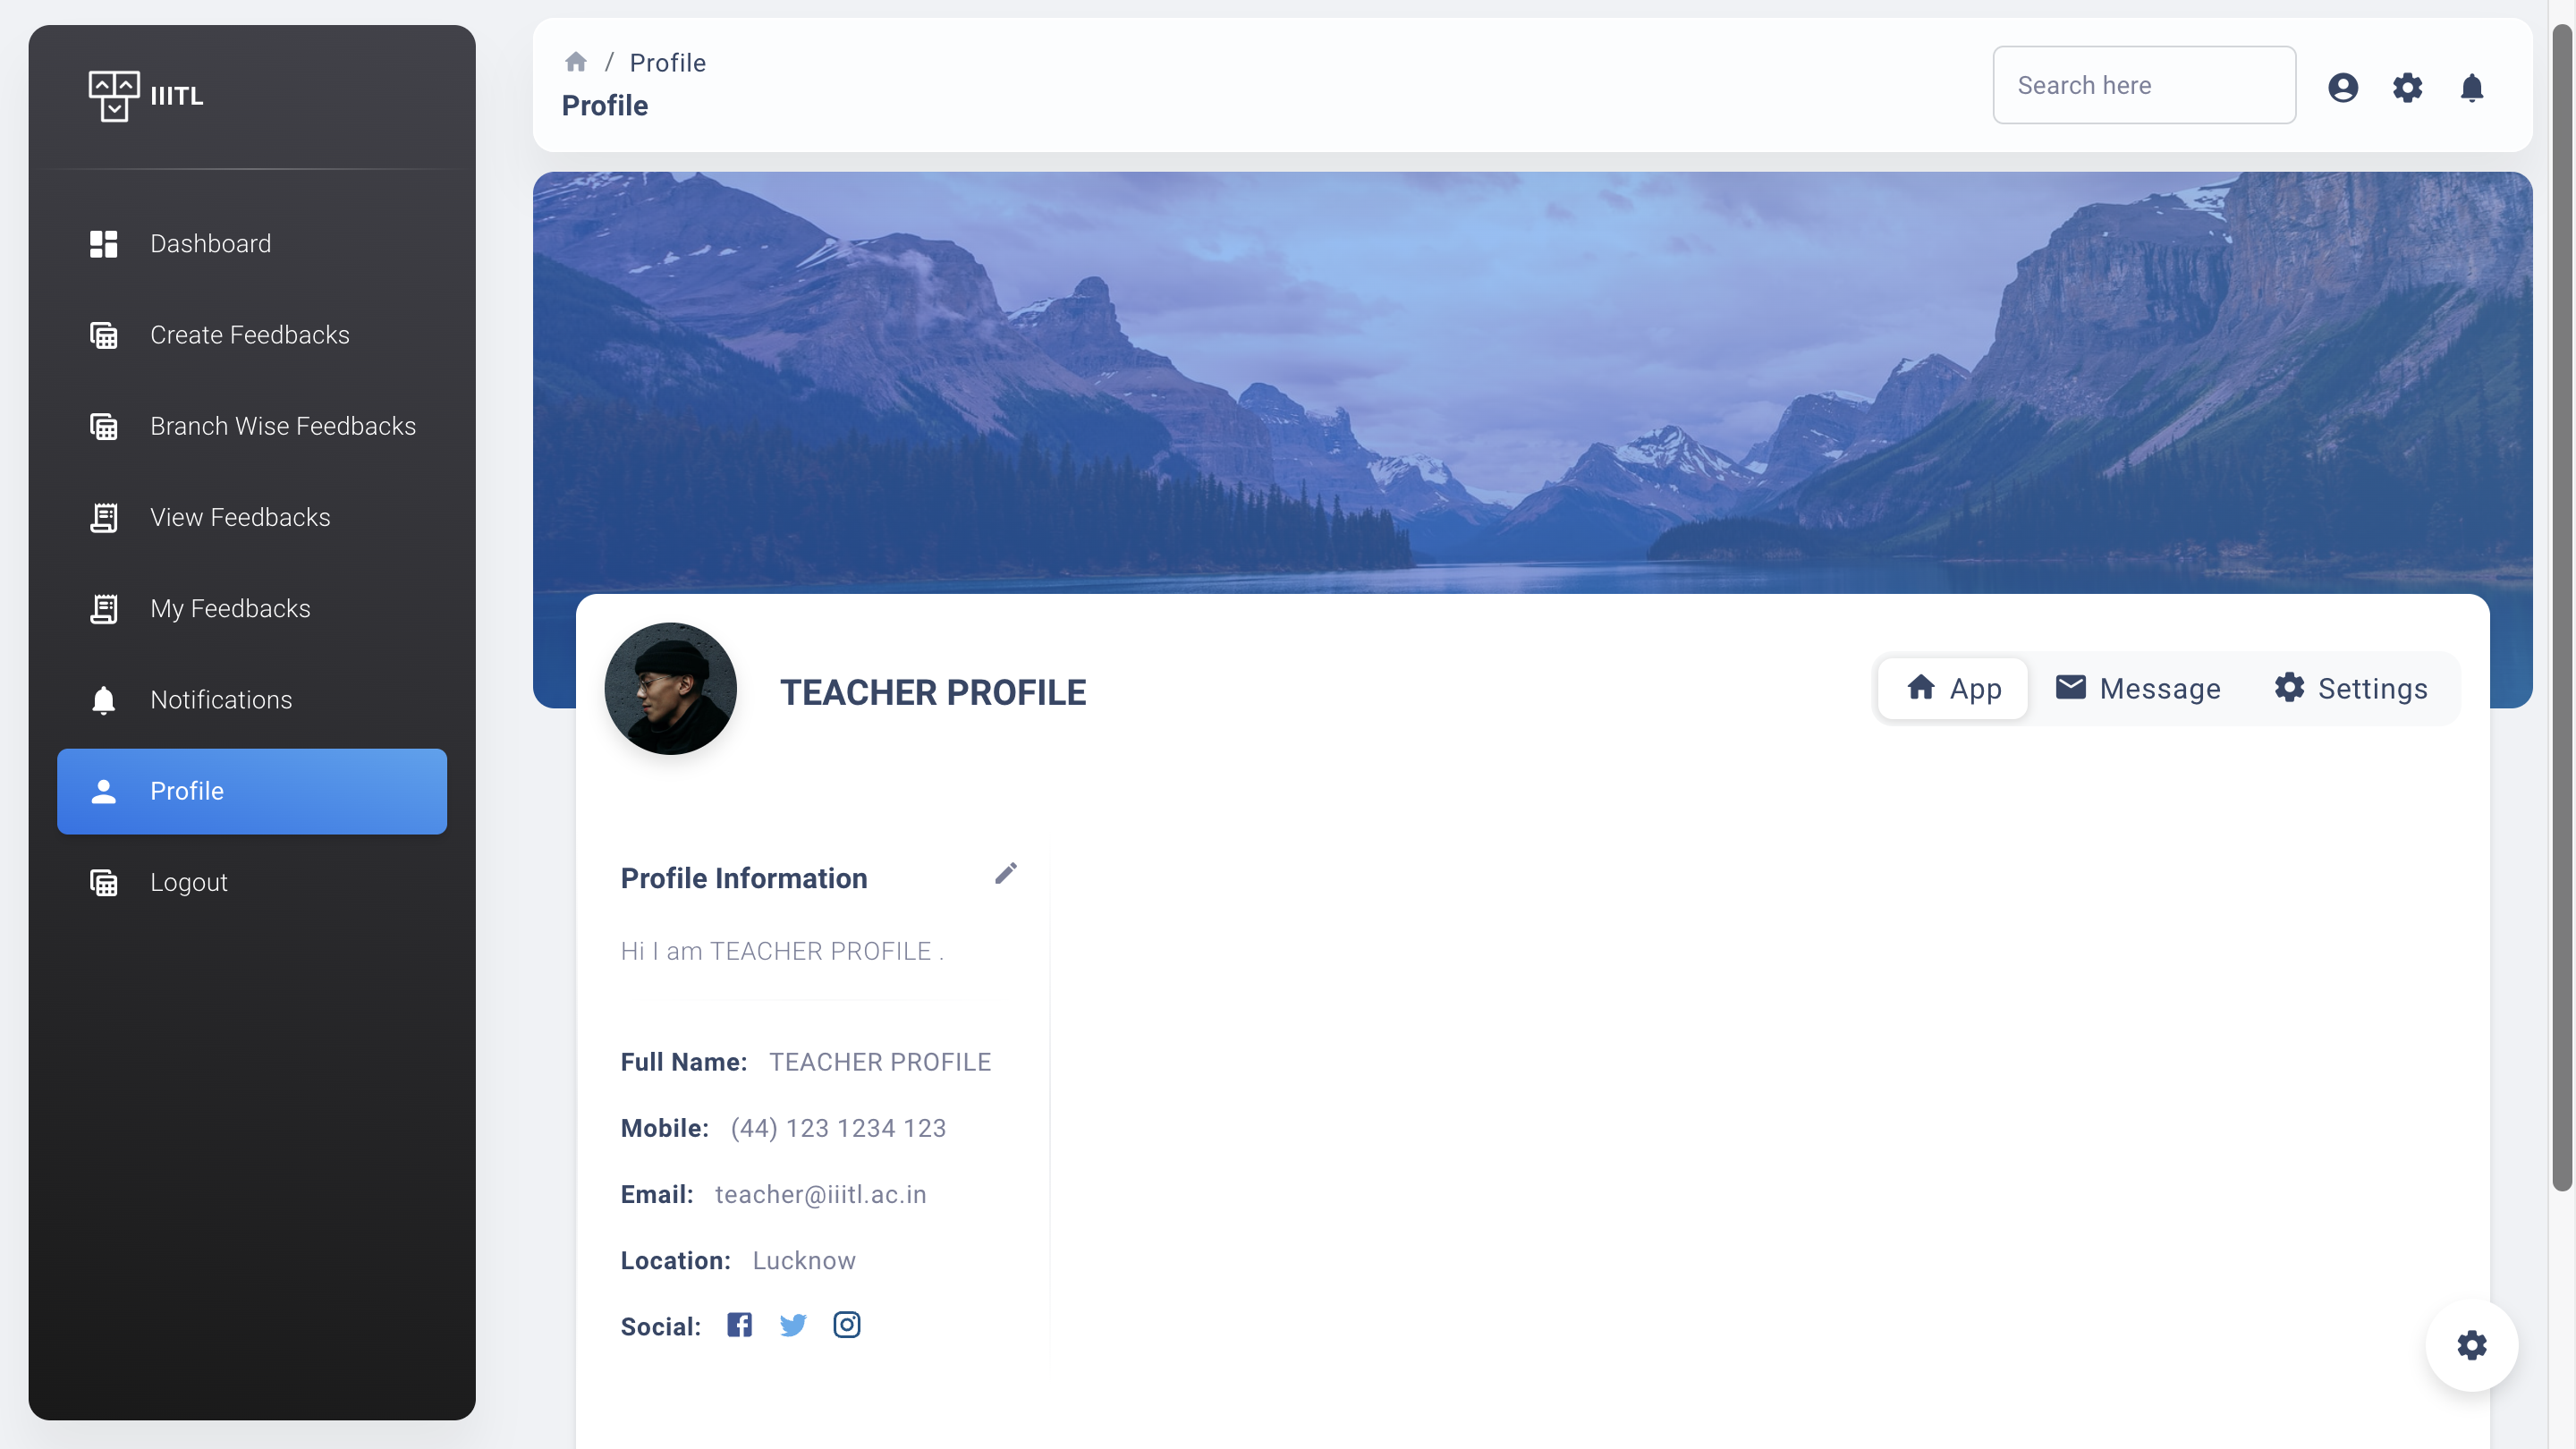 IIITL
Dashboard
Create Feedbacks
Branch Wise Feedbacks
View Feedbacks
My Feedbacks
Notifications
Profile
Logout
/ Profile
Profile
Search here
TEACHER PROFILE
App
Message
Settings
Profile Information
Hi I am TEACHER PROFILE .
Full Name: TEACHER PROFILE
Mobile: (44) 123 1234 123
Email: teacher@iiitl.ac.in
Location: Lucknow
Social: